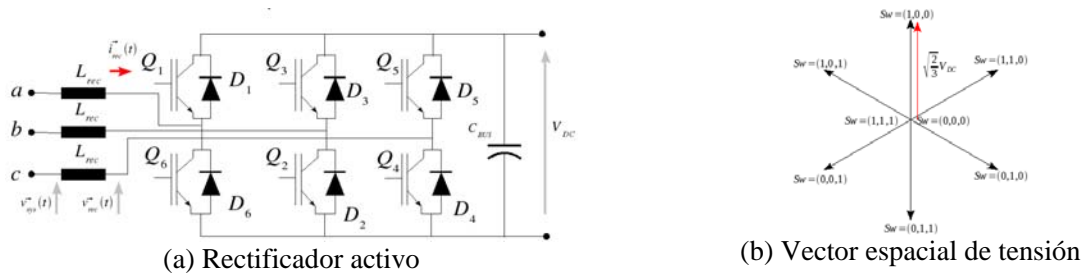 i⃗_rec(t)
L_rec
a
L_rec
b
L_rec
c
v⃗_sys(t)
v⃗_rec(t)
Q_1
D_1
Q_3
D_3
Q_5
D_5
Q_6
D_6
Q_2
D_2
Q_4
D_4
C_BUS
V_DC
(a) Rectificador activo
Sw=(1,0,0)
√(2/3) V_DC
Sw=(1,0,1)
Sw=(1,1,0)
Sw=(1,1,1)
Sw=(0,0,0)
Sw=(0,0,1)
Sw=(0,1,0)
Sw=(0,1,1)
(b) Vector espacial de tensión